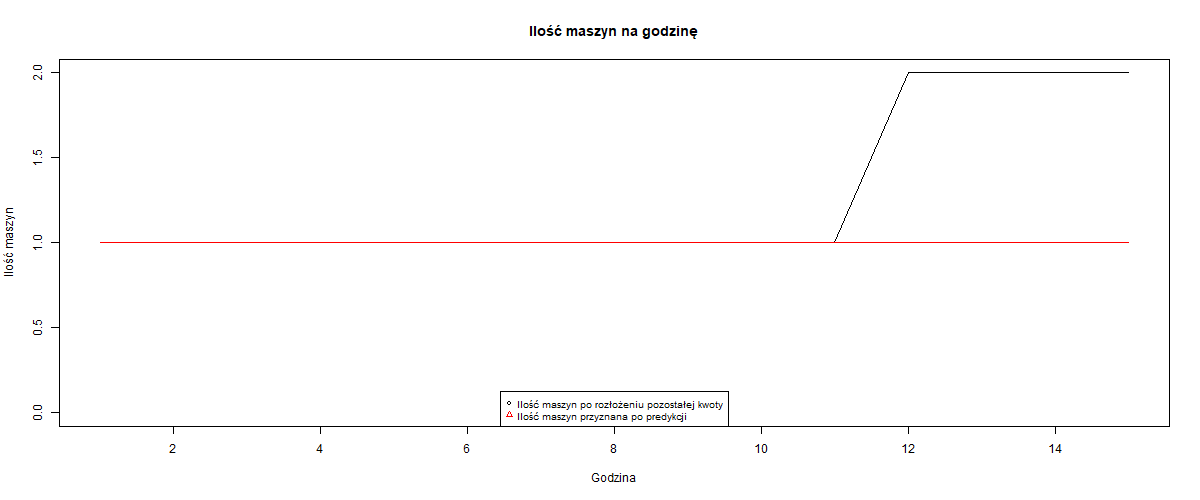 Ilość maszyn na godzinę
2.0
1.5
1.0
0.5
0.0
Ilość maszyn
Ilość maszyn po rozłożeniu pozostałej kwoty
Ilość maszyn przyznana po predykcji
2 4 6 8 10 12 14
Godzina